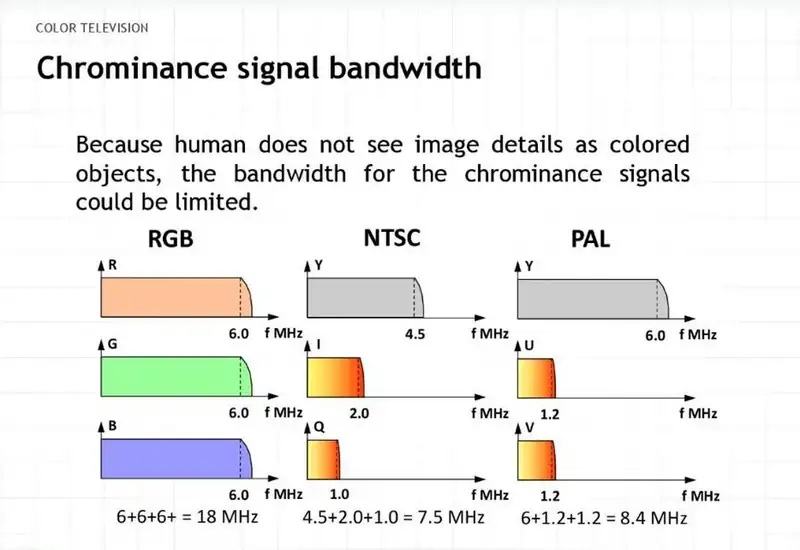 COLOR TELEVISION
Chrominance signal bandwidth
Because human does not see image details as colored
objects, the bandwidth for the chrominance signals
could be limited.
RGB NTSC PAL
R Y Y
6.0 f MHz 4.5 f MHz 6.0 f MHz
G I U
6.0 f MHz 2.0 f MHz 1.2 f MHz
B Q V
6.0 f MHz 1.0 f MHz 1.2 f MHz
6+6+6+ = 18 MHz 4.5+2.0+1.0 = 7.5 MHz 6+1.2+1.2 = 8.4 MHz